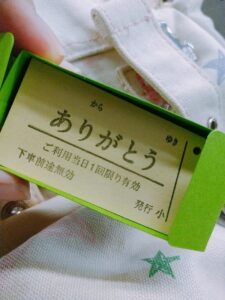 から
ありがとう ゆき
ご利用当日1回限り有効
下車前途無効
発行 小